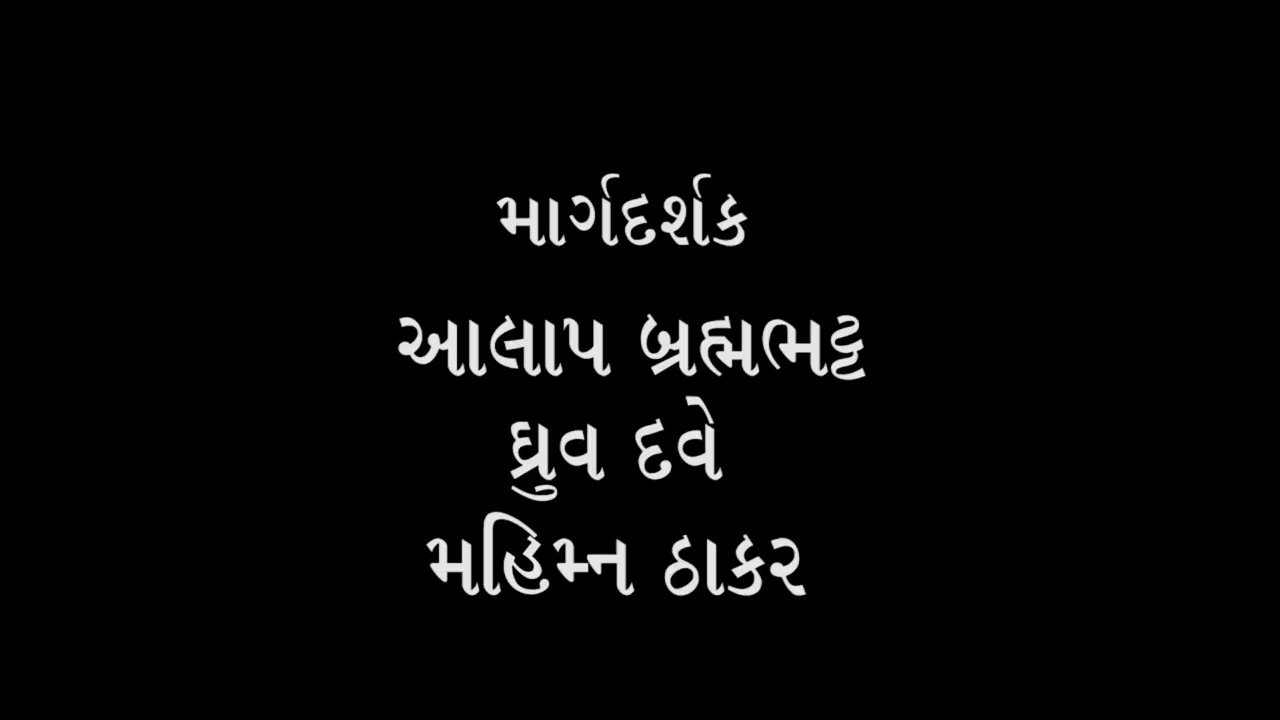 માર્ગદર્શક
આલાપ બ્રહ્મભટ્ટ
ધ્રુવ દવે
મહિમ્ન ઠાકર